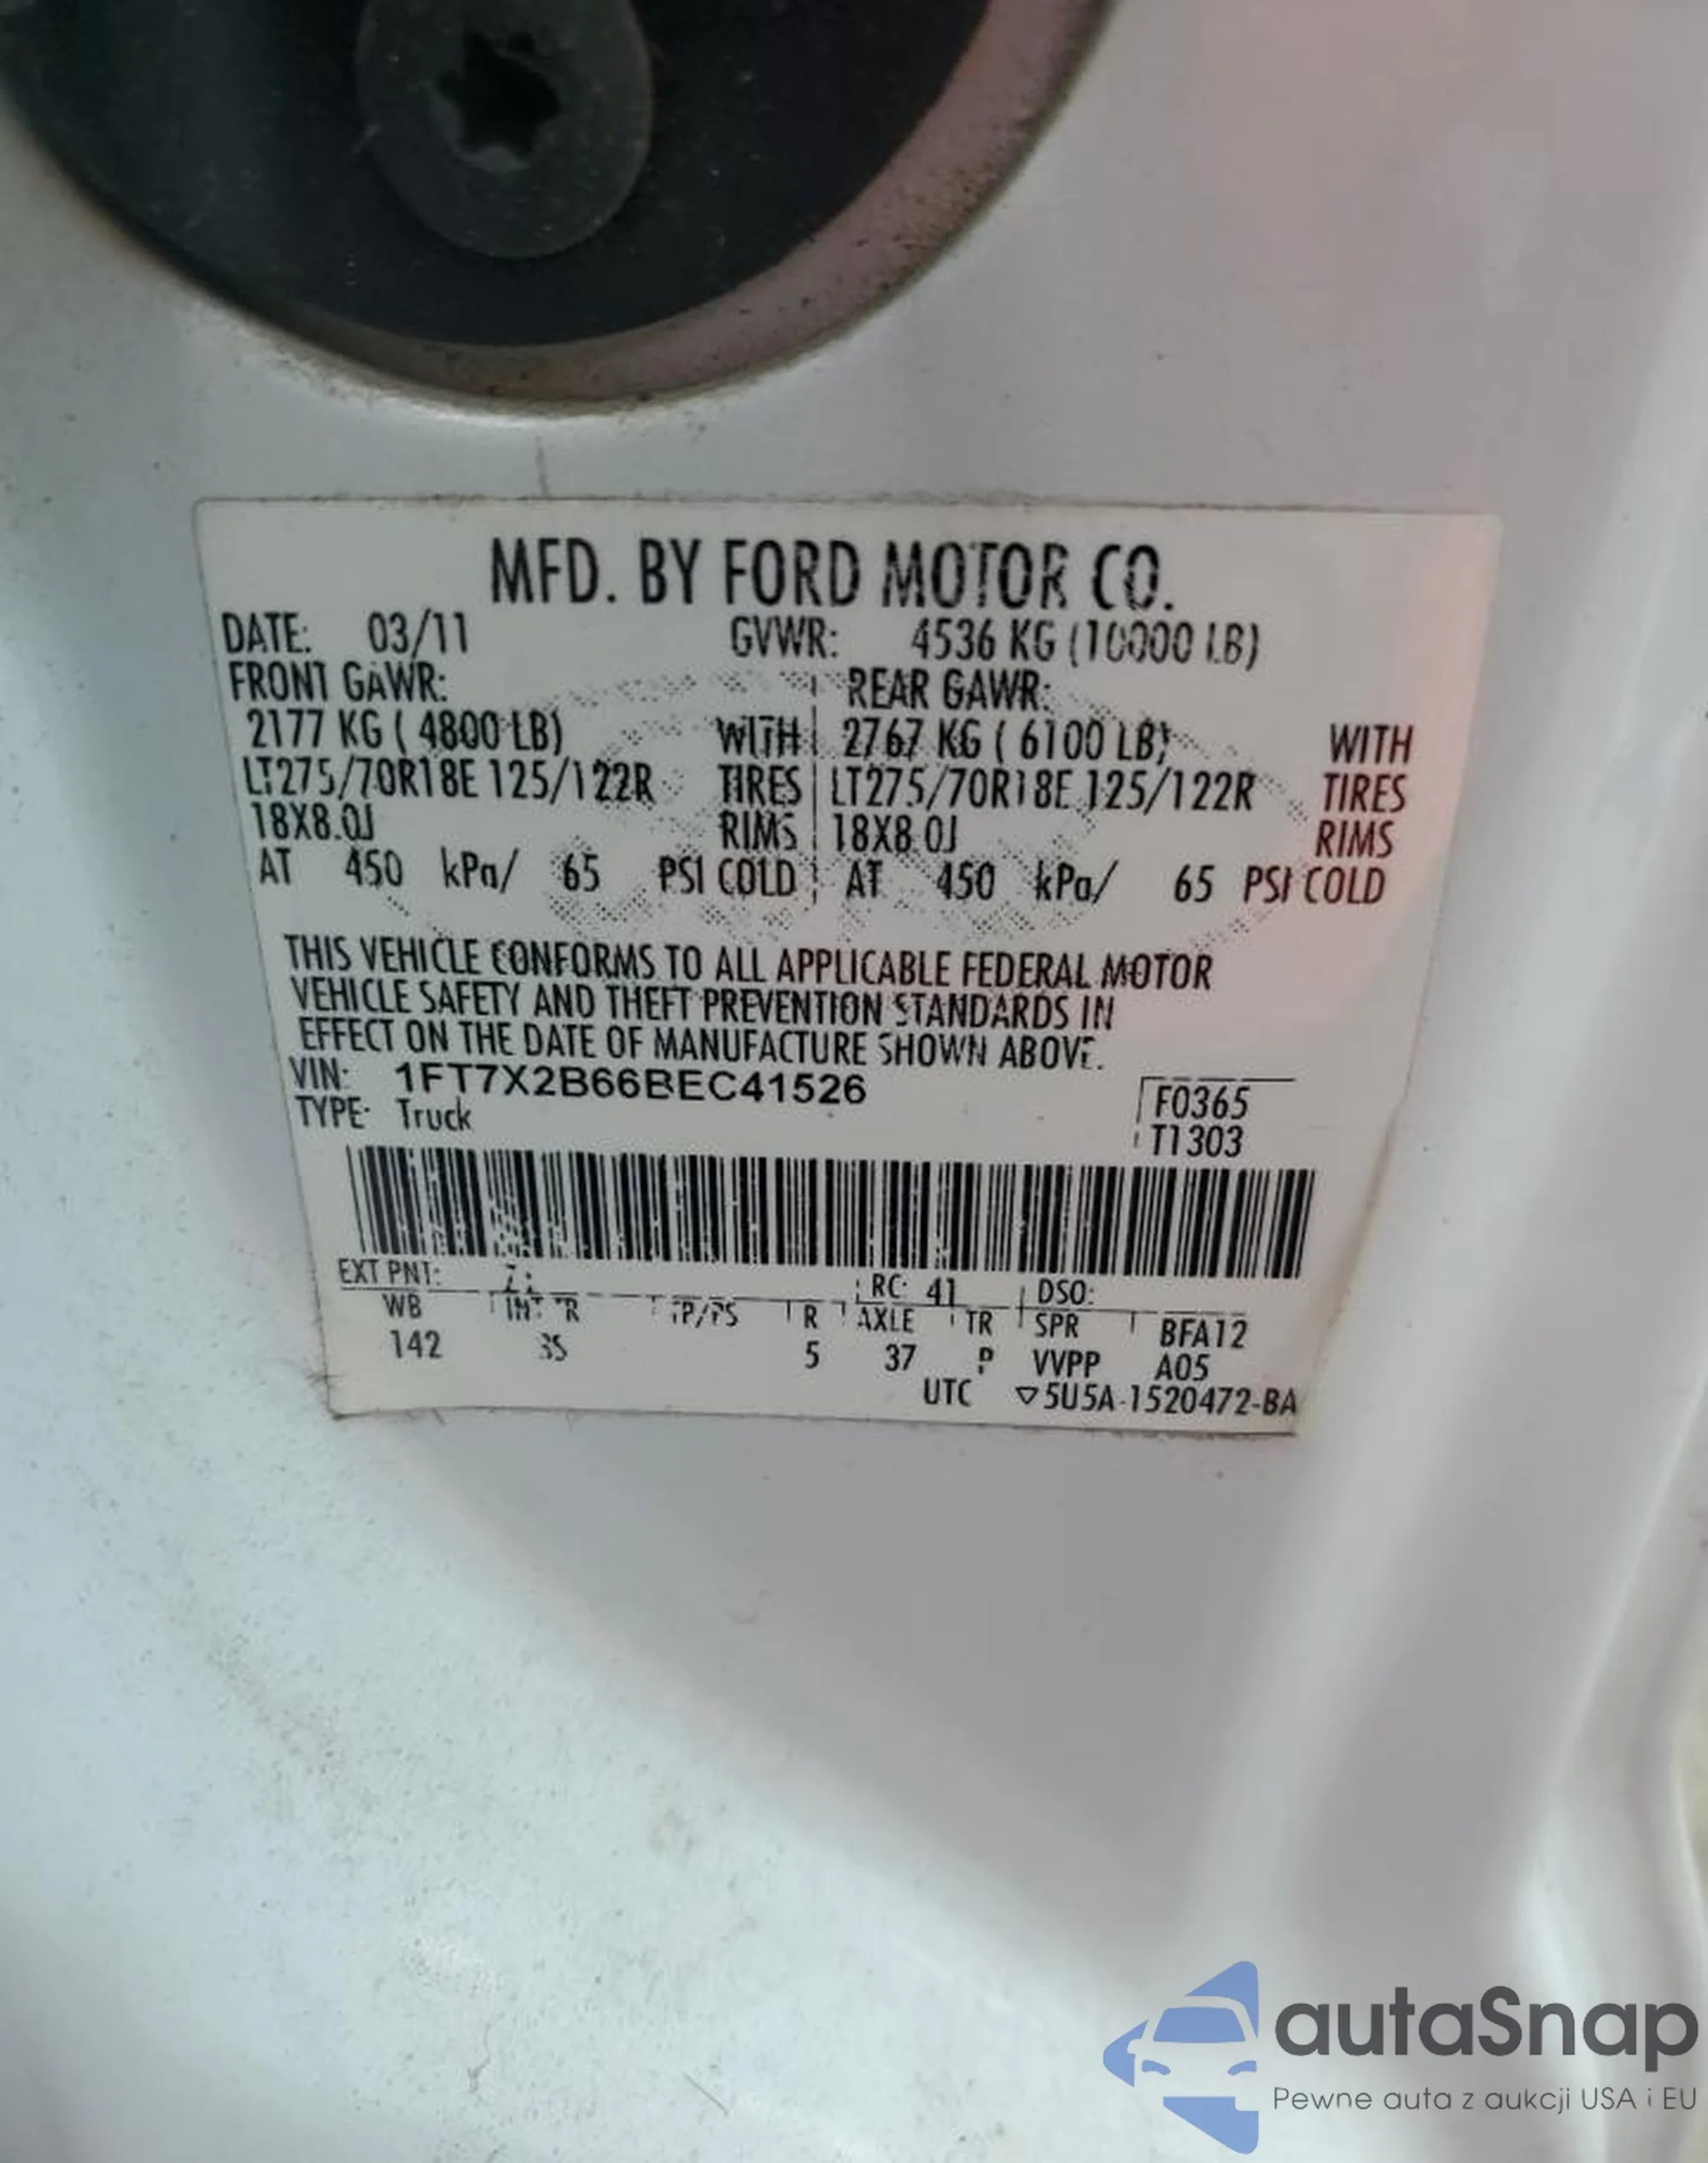 MFD. BY FORD MOTOR CO.
DATE: 03/11 GVWR: 4536 KG (10000 LB)
FRONT GAWR: REAR GAWR:
2177 KG ( 4800 LB) WITH 2767 KG ( 6100 LB) WITH
LT275/70R18E 125/122R TIRES LT275/70R18E 125/122R TIRES
18X8.0J RIMS 18X8.0J RIMS
AT 450 kPa/ 65 PSI COLD AT 450 kPa/ 65 PSI COLD
THIS VEHICLE CONFORMS TO ALL APPLICABLE FEDERAL MOTOR
VEHICLE SAFETY AND THEFT PREVENTION STANDARDS IN
EFFECT ON THE DATE OF MANUFACTURE SHOWN ABOVE.
VIN: 1FT7X2B66BEC41526
TYPE: Truck
F0365
T1303
EXT PNT: RC: 41 DSO:
WB INT TR TP/PS R AXLE TR SPR BFA12
142 5 37 P VVPP A05
UTC ▽5U5A-1520472-BA
autaSnap
Pewne auta z aukcji USA i EU